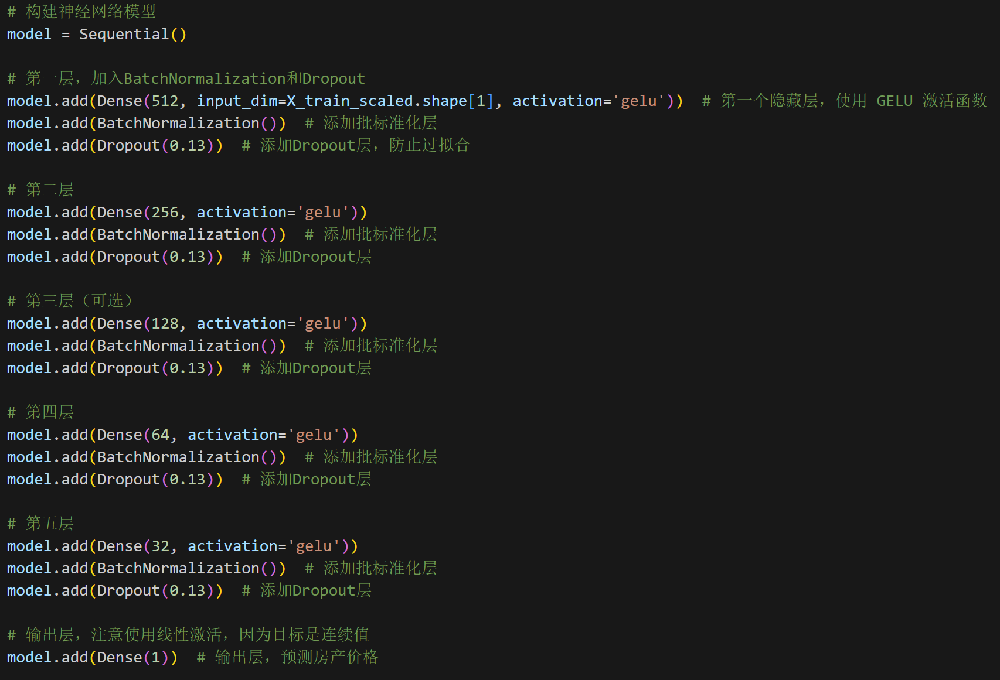 # 构建神经网络模型
model = Sequential()
# 第一层，加入BatchNormalization和Dropout
model.add(Dense(512, input_dim=X_train_scaled.shape[1], activation='gelu'))  # 第一个隐藏层，使用 GELU 激活函数
model.add(BatchNormalization())  # 添加批标准化层
model.add(Dropout(0.13))  # 添加Dropout层，防止过拟合
# 第二层
model.add(Dense(256, activation='gelu'))
model.add(BatchNormalization())  # 添加批标准化层
model.add(Dropout(0.13))  # 添加Dropout层
# 第三层（可选）
model.add(Dense(128, activation='gelu'))
model.add(BatchNormalization())  # 添加批标准化层
model.add(Dropout(0.13))  # 添加Dropout层
# 第四层
model.add(Dense(64, activation='gelu'))
model.add(BatchNormalization())  # 添加批标准化层
model.add(Dropout(0.13))  # 添加Dropout层
# 第五层
model.add(Dense(32, activation='gelu'))
model.add(BatchNormalization())  # 添加批标准化层
model.add(Dropout(0.13))  # 添加Dropout层
# 输出层，注意使用线性激活，因为目标是连续值
model.add(Dense(1))  # 输出层，预测房产价格